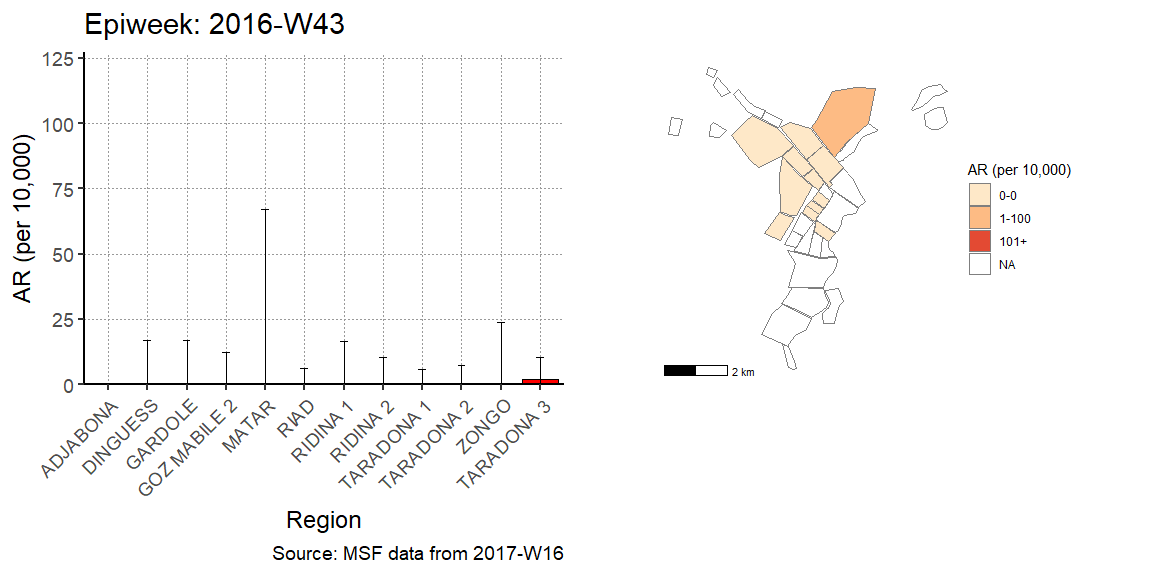 Epiweek: 2016-W43
AR (per 10,000)
125
100
75
50
25
0
ADJABONA
DINGUESS
GARDOLE
GOZ MABILE 2
MATAR
RIAD
RIDINA 1
RIDINA 2
TARADONA 1
TARADONA 2
ZONGO
TARADONA 3
Region
Source: MSF data from 2017-W16
AR (per 10,000)
0-0
1-100
101+
NA
2 km